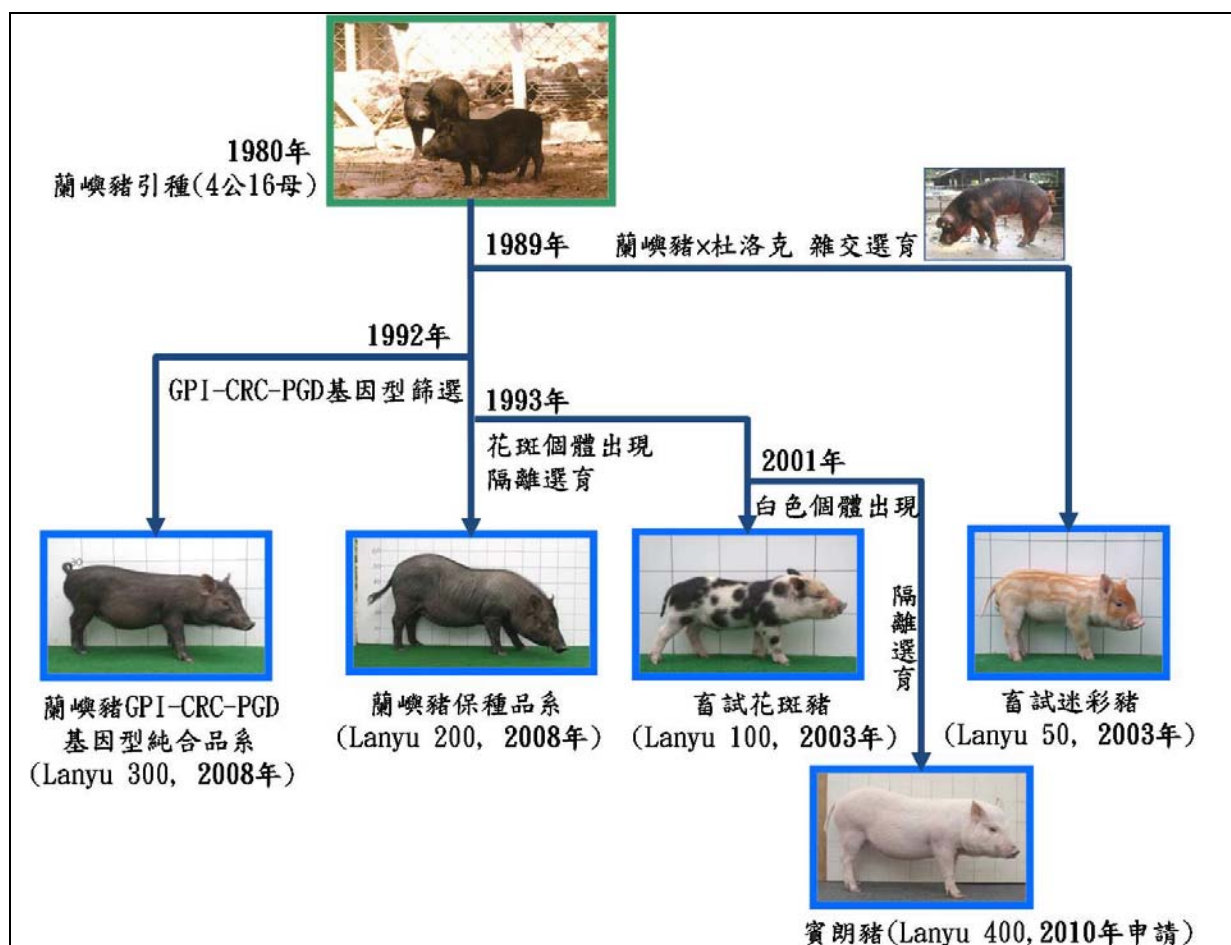 1980年
蘭嶼豬引種(4公16母)
1989年 蘭嶼豬x杜洛克 雜交選育
1992年
GPI-CRC-PGD基因型篩選
1993年
花斑個體出現
隔離選育
2001年
白色個體出現
隔離選育
蘭嶼豬GPI-CRC-PGD
基因型純合品系
(Lanyu 300, 2008年)
蘭嶼豬保種品系
(Lanyu 200, 2008年)
畜試花斑豬
(Lanyu 100, 2003年)
畜試迷彩豬
(Lanyu 50, 2003年)
賓朗豬(Lanyu 400,2010年申請)